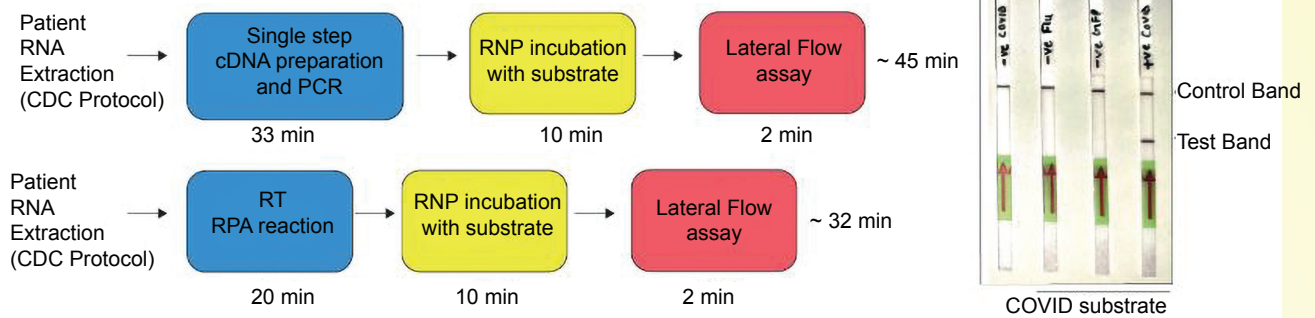 Patient
RNA
Extraction
(CDC Protocol)
Single step
cDNA preparation
and PCR
33 min
RNP incubation
with substrate
10 min
Lateral Flow
assay
2 min
~ 45 min
Patient
RNA
Extraction
(CDC Protocol)
RT
RPA reaction
20 min
RNP incubation
with substrate
10 min
Lateral Flow
assay
2 min
~ 32 min
-ve COVID
-ve Flu
-ve GFP
+ve Covid
Control Band
Test Band
COVID substrate